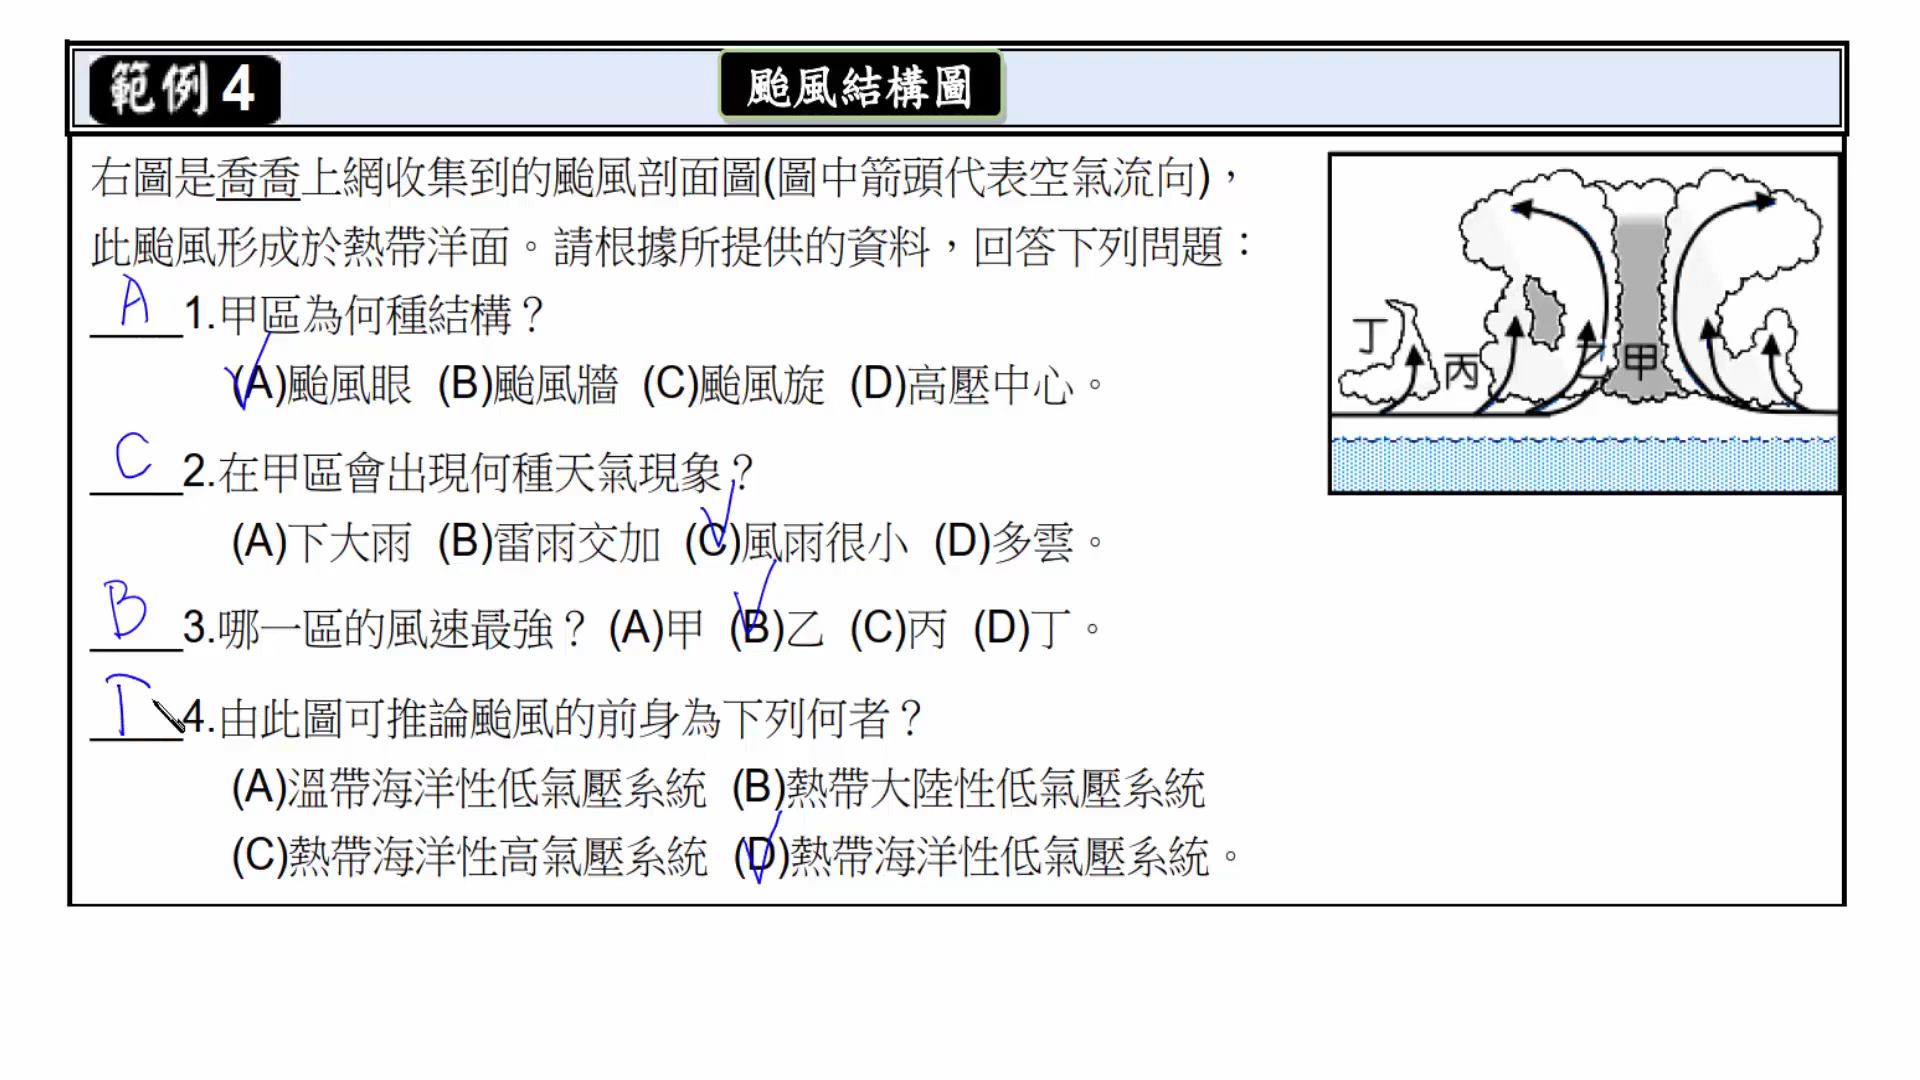 範例 4
颱風結構圖
右圖是喬喬上網收集到的颱風剖面圖(圖中箭頭代表空氣流向)，
此颱風形成於熱帶洋面。請根據所提供的資料，回答下列問題：
A 1.甲區為何種結構？
(A)颱風眼 (B)颱風牆 (C)颱風旋 (D)高壓中心。
C 2.在甲區會出現何種天氣現象？
(A)下大雨 (B)雷雨交加 (C)風雨很小 (D)多雲。
B 3.哪一區的風速最強？ (A)甲 (B)乙 (C)丙 (D)丁。
4.由此圖可推論颱風的前身為下列何者？
(A)溫帶海洋性低氣壓系統 (B)熱帶大陸性低氣壓系統
(C)熱帶海洋性高氣壓系統 (D)熱帶海洋性低氣壓系統。
丁 丙 乙 甲